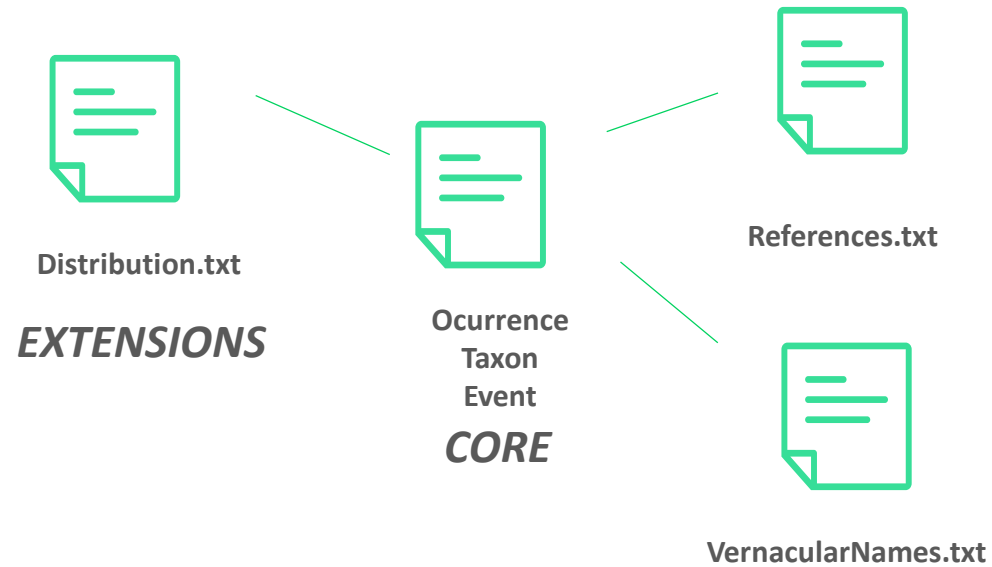 Distribution.txt
EXTENSIONS
Ocurrence
Taxon
Event
CORE
References.txt
VernacularNames.txt